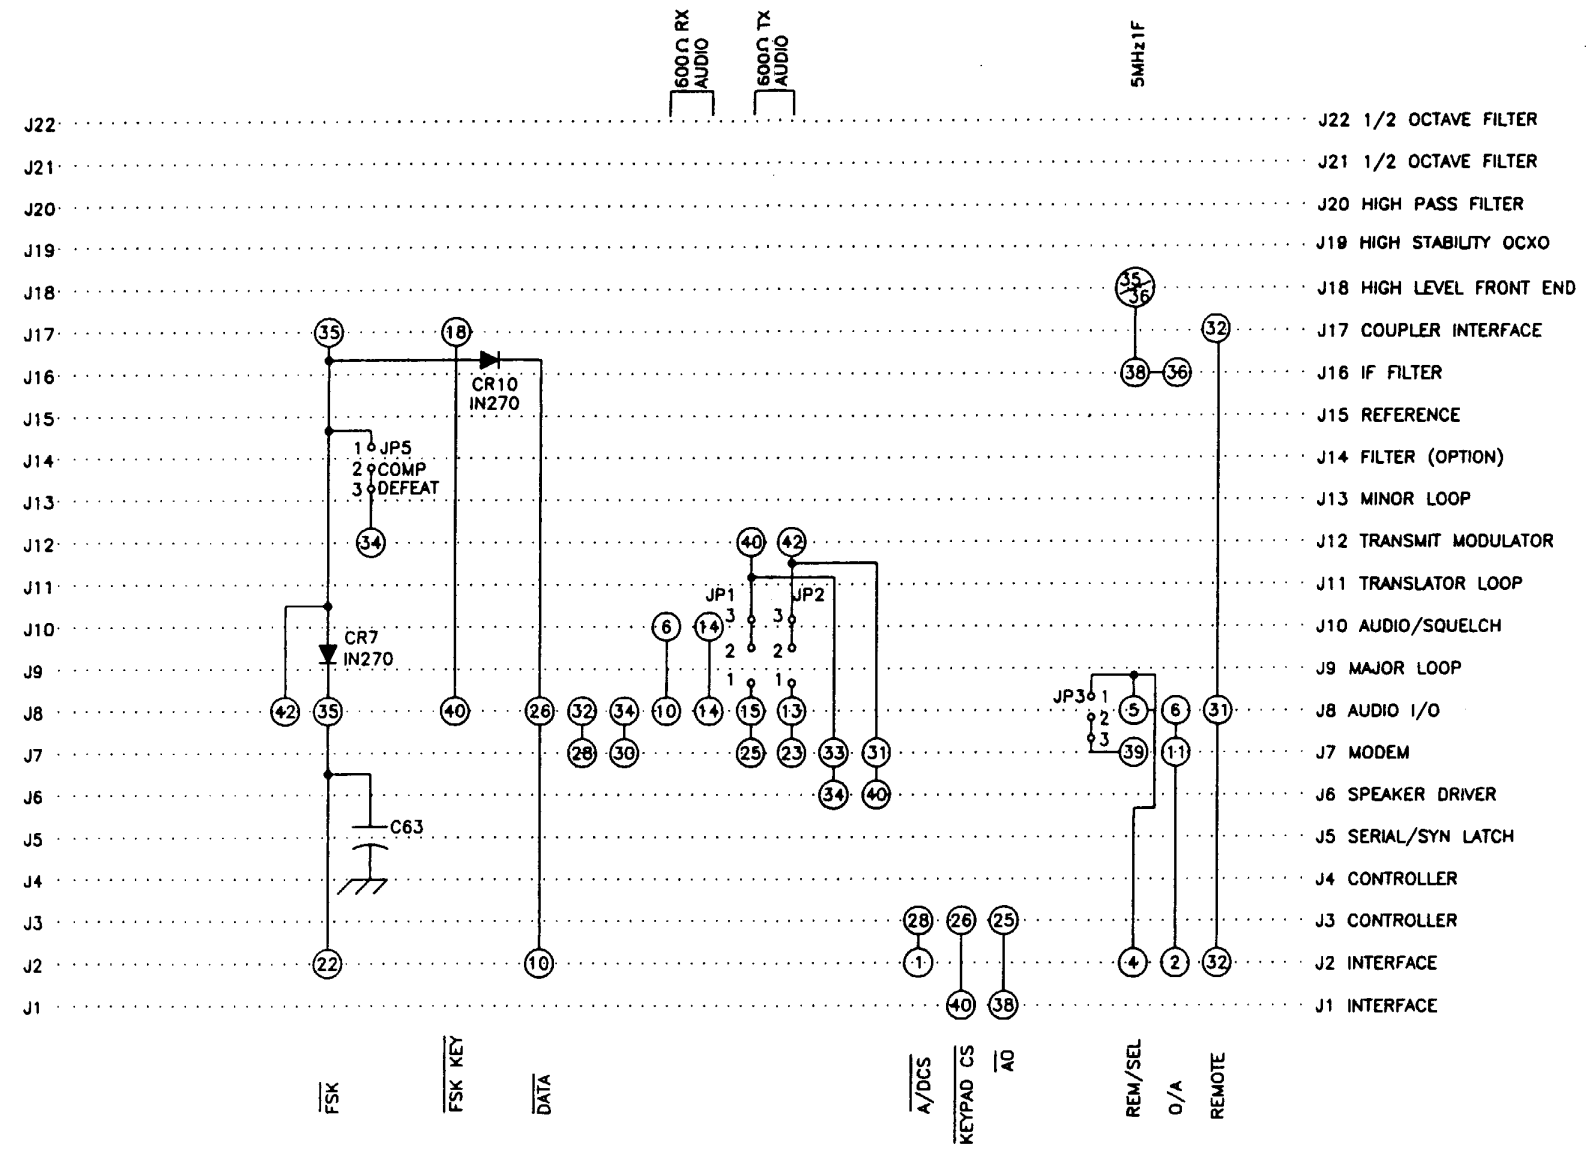 600Ω RX
AUDIO
600Ω TX
AUDIO
5MHz1F
J22 J22 1/2 OCTAVE FILTER
J21 J21 1/2 OCTAVE FILTER
J20 J20 HIGH PASS FILTER
J19 J19 HIGH STABILITY OCXO
J18 35 36 J18 HIGH LEVEL FRONT END
J17 35 18 32 J17 COUPLER INTERFACE
CR10
IN270
J16 38 36 J16 IF FILTER
J15 J15 REFERENCE
1 JP5
J14 2 COMP J14 FILTER (OPTION)
3 DEFEAT
J13 J13 MINOR LOOP
J12 34 40 42 J12 TRANSMIT MODULATOR
J11 J11 TRANSLATOR LOOP
JP1 JP2
3 3
J10 6 14 J10 AUDIO/SQUELCH
CR7
IN270
2 2
J9 J9 MAJOR LOOP
1 1
JP3 1
J8 42 35 40 26 32 34 10 14 15 13 5 6 31 J8 AUDIO I/O
2
3
J7 28 30 25 23 33 31 39 11 J7 MODEM
J6 34 40 J6 SPEAKER DRIVER
C63
J5 J5 SERIAL/SYN LATCH
J4 J4 CONTROLLER
J3 28 26 25 J3 CONTROLLER
J2 22 10 1 4 2 32 J2 INTERFACE
J1 40 38 J1 INTERFACE
FSK
FSK KEY
DATA
A/DCS
KEYPAD CS
AO
REM/SEL
O/A
REMOTE